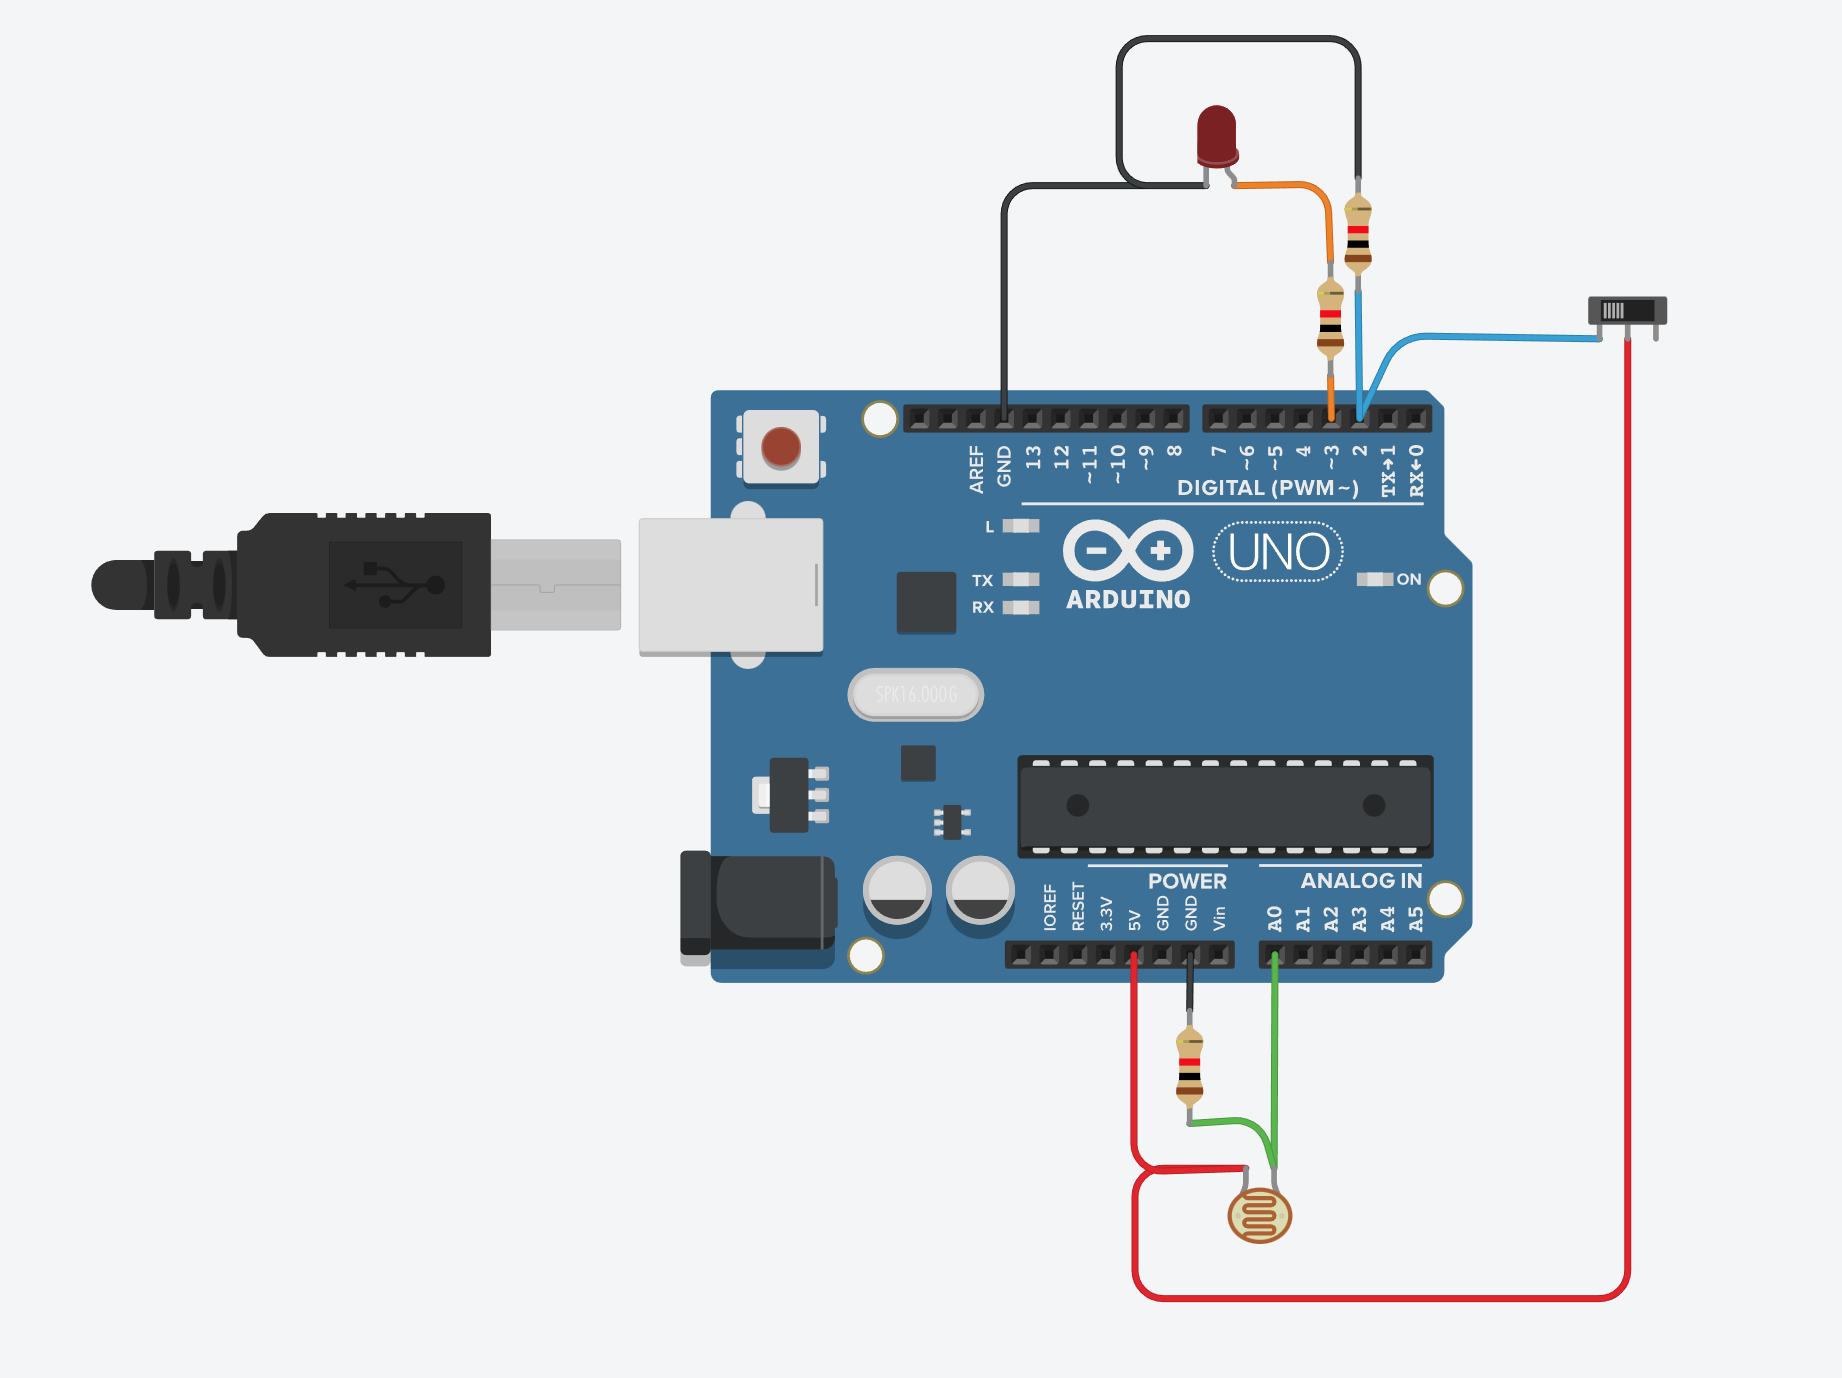 AREF
GND
13
12
~11
~10
~9
8
7
~6
~5
4
~3
2
TX→1
RX←0
DIGITAL (PWM~)
L
TX
RX
ARDUINO
UNO
ON
SPK16.000G
POWER
ANALOG IN
IOREF
RESET
3.3V
5V
GND
GND
Vin
A0
A1
A2
A3
A4
A5